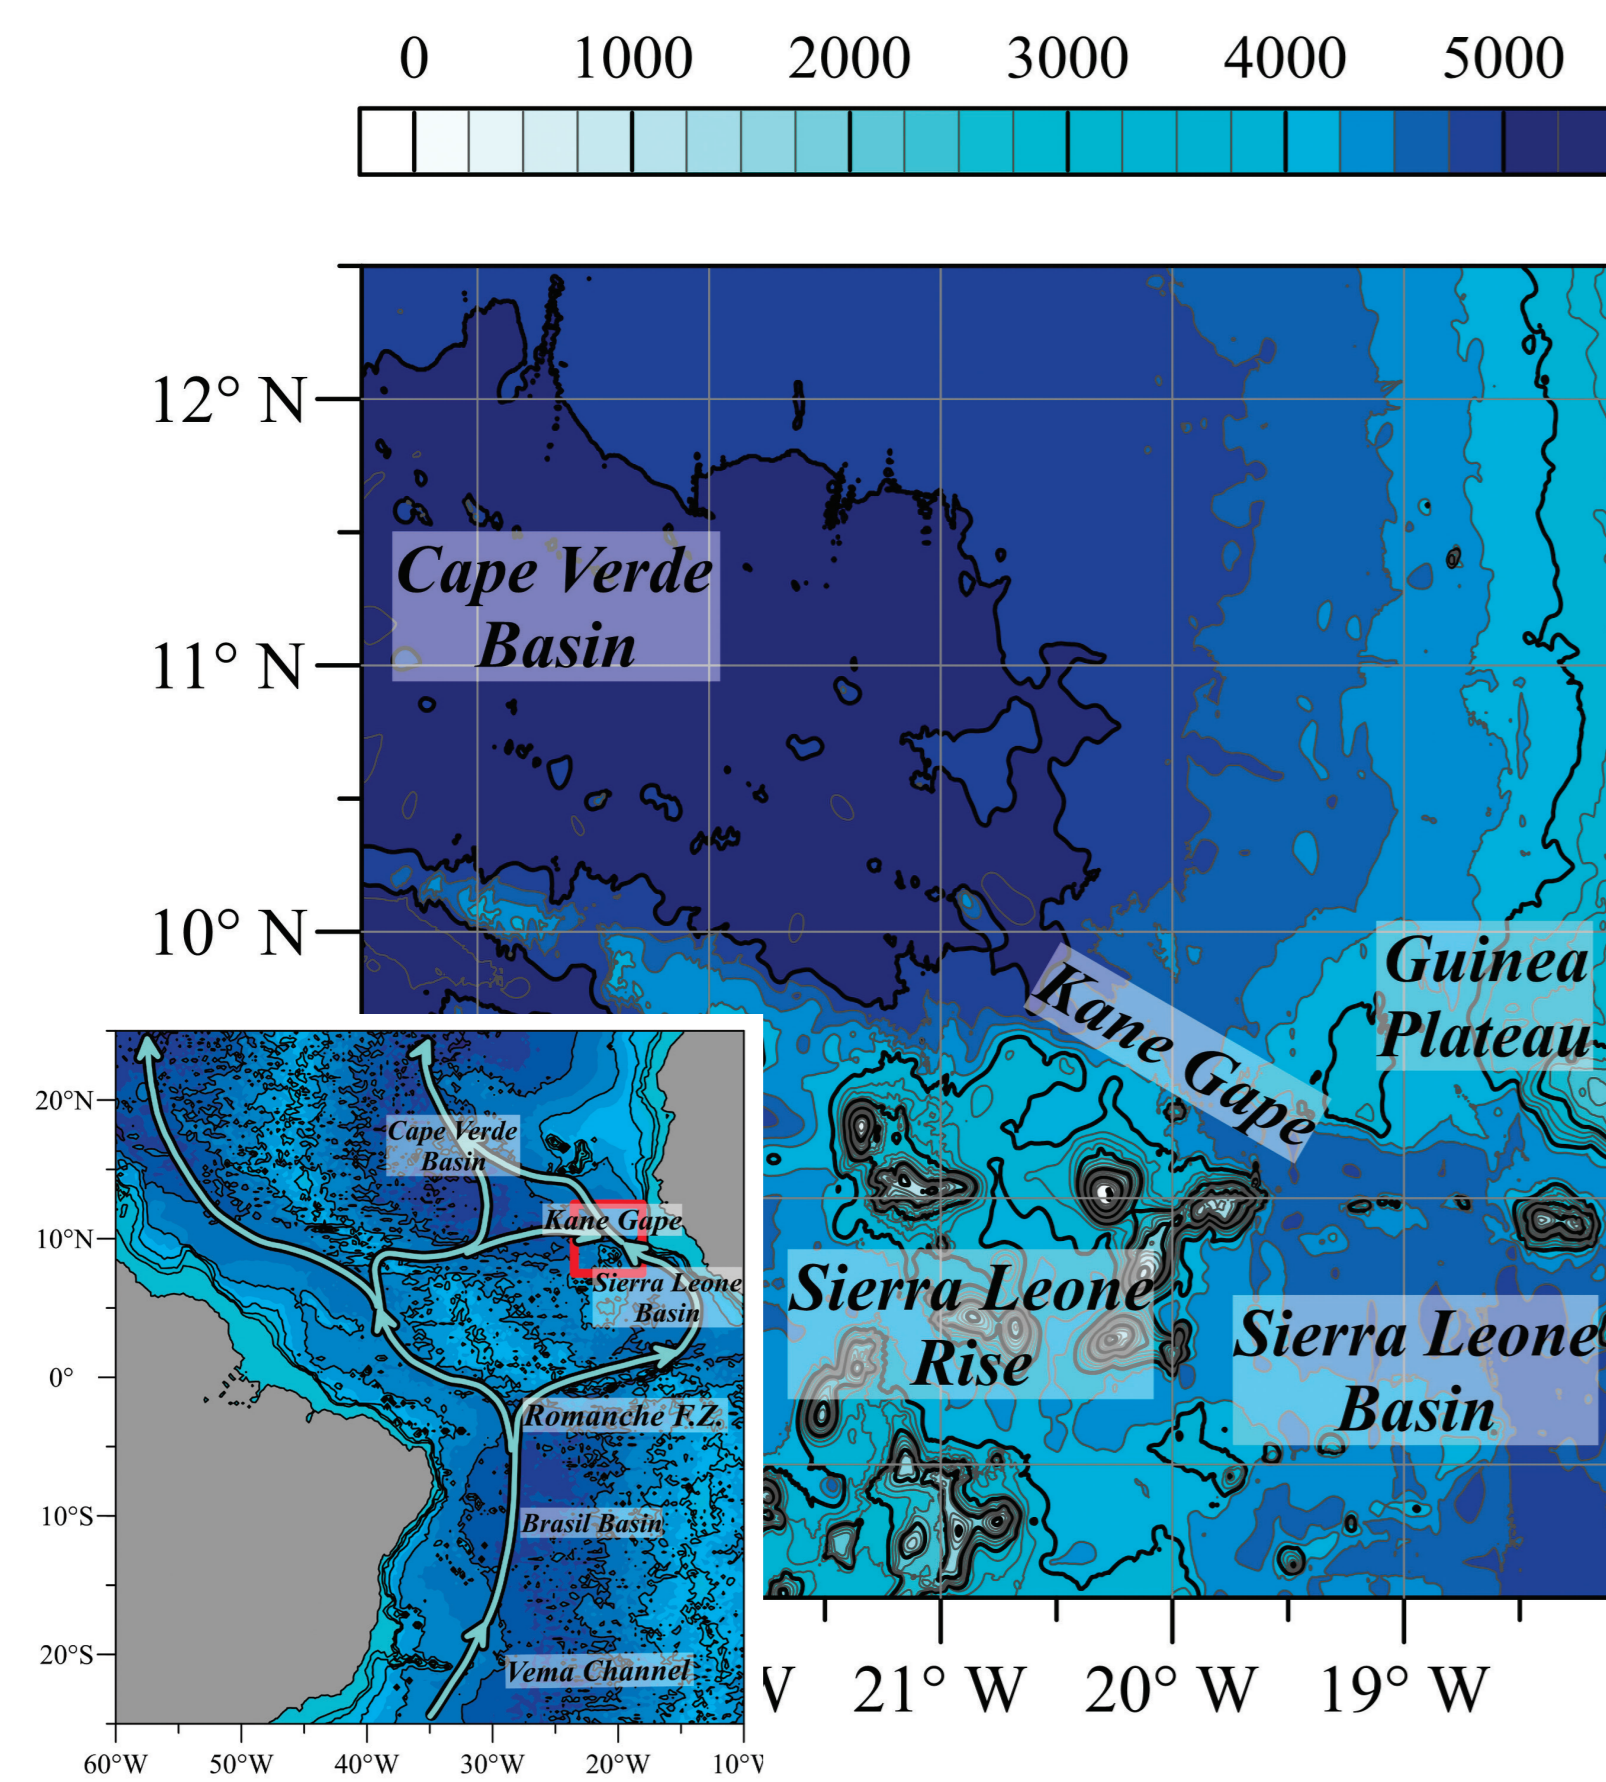 0 1000 2000 3000 4000 5000
12° N
11° N
10° N
Cape Verde
Basin
Kane Gape
Guinea
Plateau
Sierra Leone
Rise
Sierra Leone
Basin
21° W 20° W 19° W
20°N
10°N
0°
10°S
20°S
Cape Verde
Basin
Kane Gape
Sierra Leone
Basin
Romanche F.Z.
Brasil Basin
Vema Channel
60°W 50°W 40°W 30°W 20°W 10°W